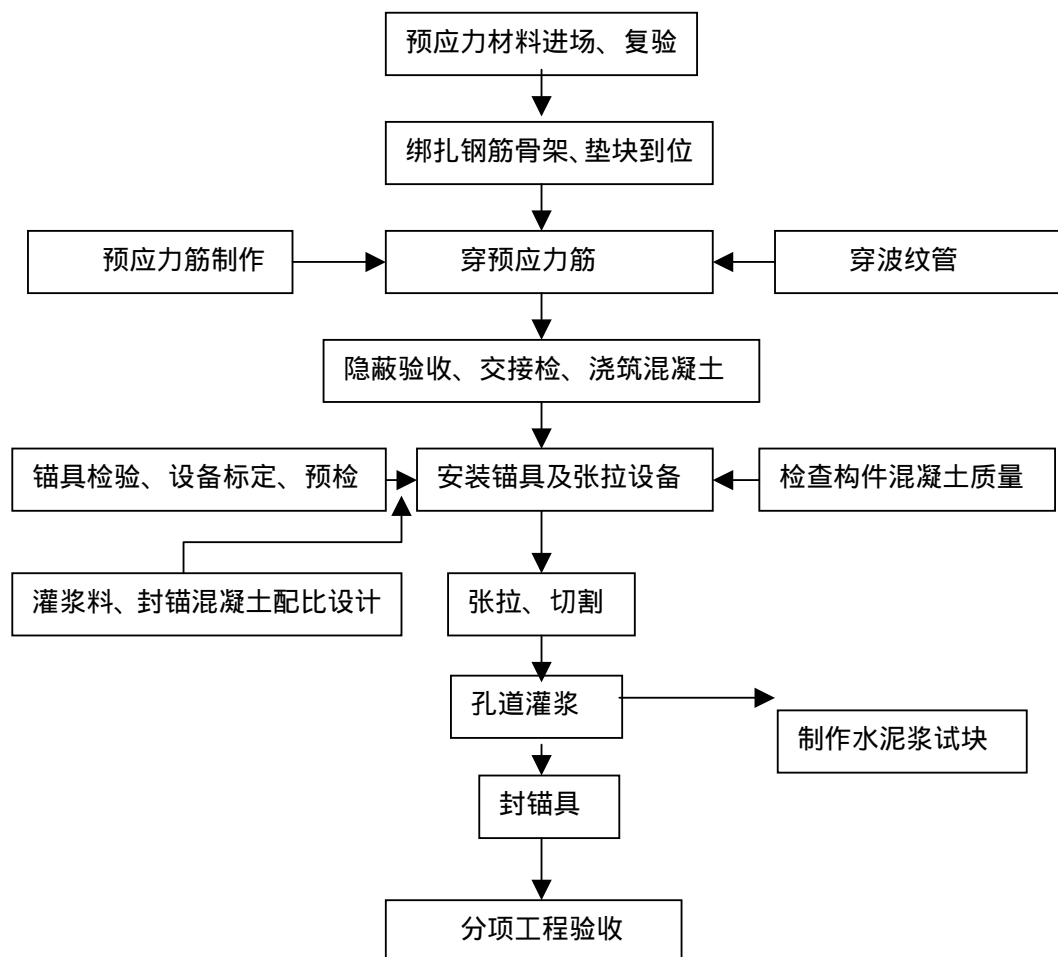 预应力材料进场、复验
绑扎钢筋骨架、垫块到位
预应力筋制作
穿预应力筋
穿波纹管
隐蔽验收、交接检、浇筑混凝土
锚具检验、设备标定、预检
安装锚具及张拉设备
检查构件混凝土质量
灌浆料、封锚混凝土配比设计
张拉、切割
孔道灌浆
制作水泥浆试块
封锚具
分项工程验收